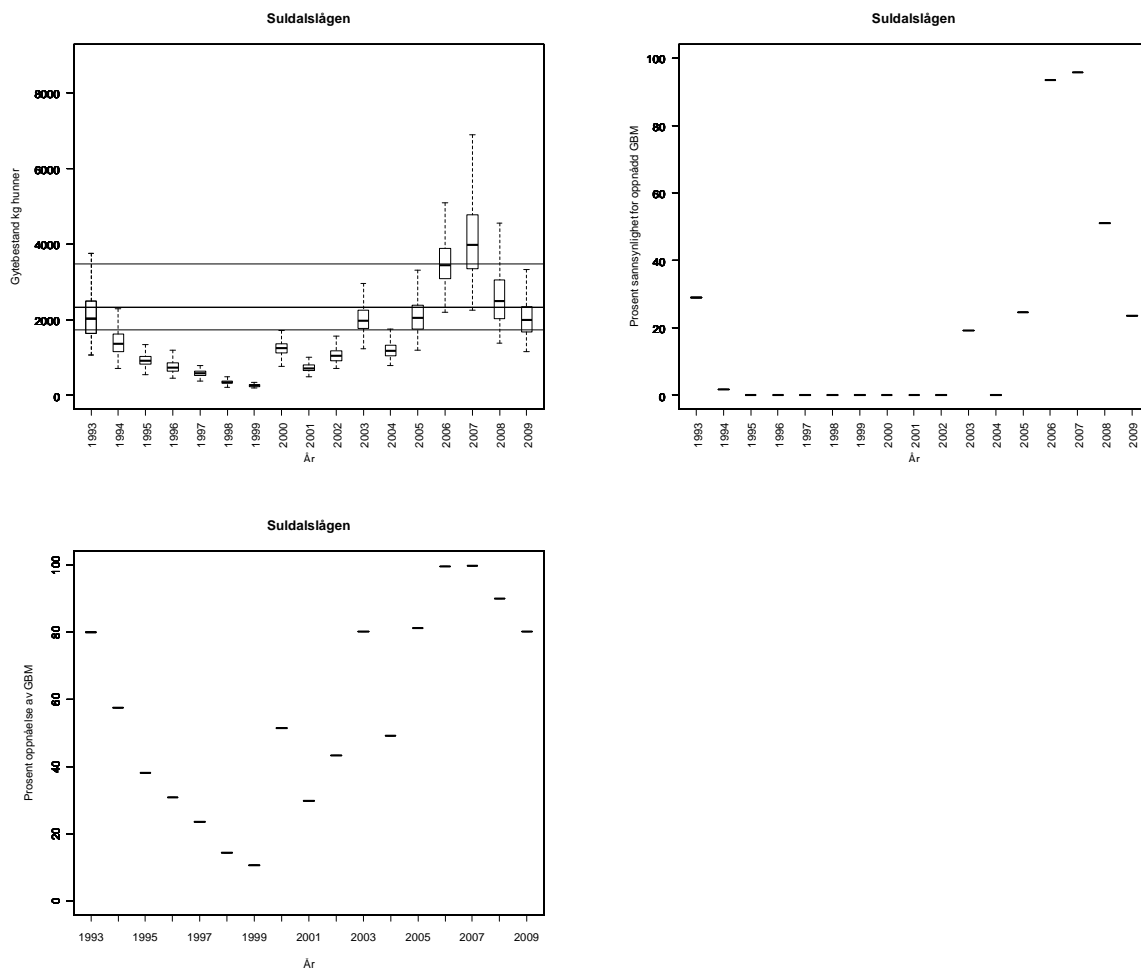 Suldalslågen
Gytebestand kg hunner
8000
6000
4000
2000
0
1993 1994 1995 1996 1997 1998 1999 2000 2001 2002 2003 2004 2005 2006 2007 2008 2009
År
Suldalslågen
Prosent sannsynlighet for oppnådd GBM
100
80
60
40
20
0
1993 1994 1995 1996 1997 1998 1999 2000 2001 2002 2003 2004 2005 2006 2007 2008 2009
År
Suldalslågen
Prosent oppnåelse av GBM
100
80
60
40
20
0
1993 1995 1997 1999 2001 2003 2005 2007 2009
År